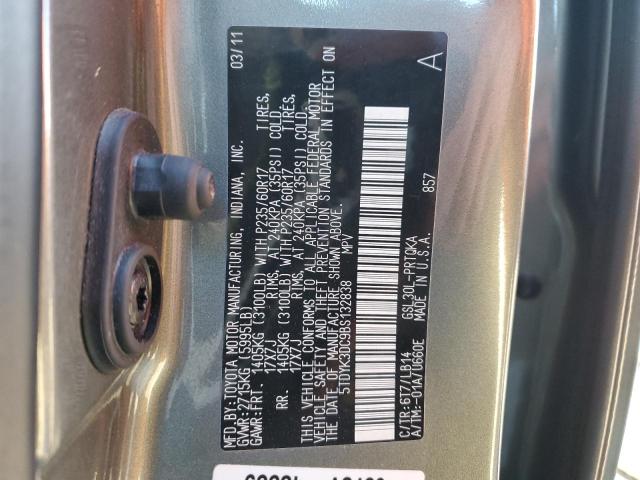 MFD.BY:TOYOTA MOTOR MANUFACTURING, INDIANA, INC. 03/11
GVWR:2715KG (5995LB)
GAWR:FRT. 1405KG (3100LB) WITH P235/60R17 TIRES,
17X7J RIMS, AT 240KPA (35PSI) COLD.
RR. 1405KG (3100LB) WITH P235/60R17 TIRES,
17X7J RIMS, AT 240KPA (35PSI) COLD.
THIS VEHICLE CONFORMS TO ALL APPLICABLE FEDERAL MOTOR
VEHICLE SAFETY AND THEFT PREVENTION STANDARDS IN EFFECT ON
THE DATE OF MANUFACTURE SHOWN ABOVE.
5TDYK3DC9BS132838 MPV
A
C/TR:6T7/LB14 GSL30L-PRTQKA 857
A/TM:-01A/U660E MADE IN U.S.A.